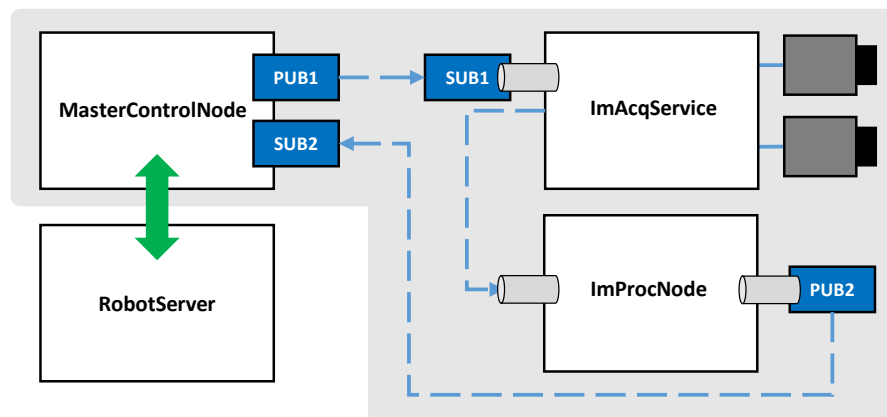 PUB1
SUB1
MasterControlNode
ImAcqService
SUB2
RobotServer
ImProcNode
PUB2